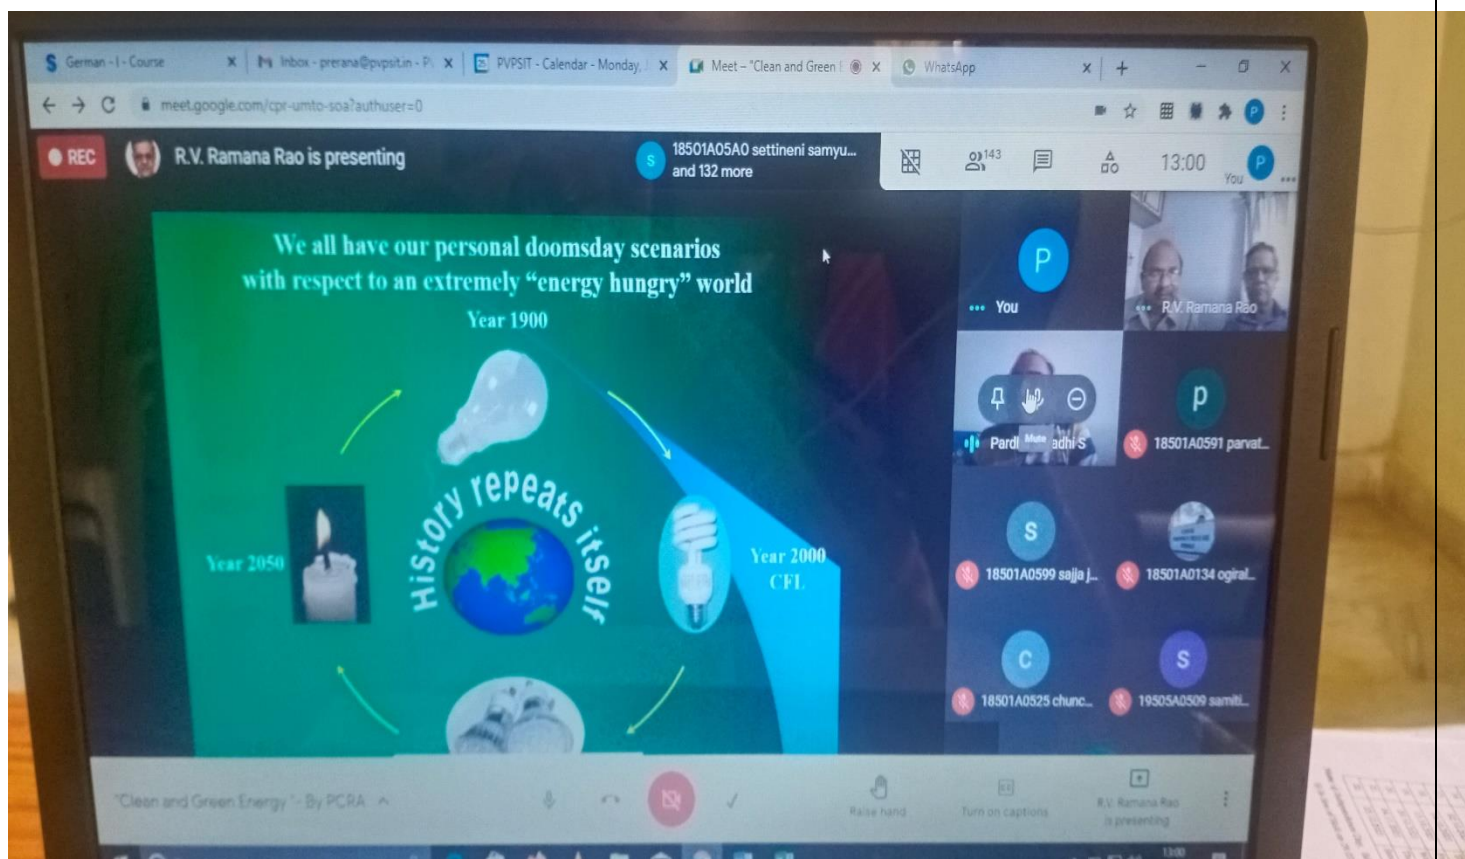 German - I - Course
Inbox - prerana@pvpsit.in - P
PVPSIT - Calendar - Monday,
Meet – "Clean and Green
WhatsApp
meet.google.com/cpr-umto-soa?authuser=0
P
REC
R.V. Ramana Rao is presenting
S
18501A05A0 settineni samyu...
and 132 more
143
13:00
You
P
We all have our personal doomsday scenarios
with respect to an extremely “energy hungry” world
Year 1900
History repeats itself
Year 2050
Year 2000
CFL
P
You
R.V. Ramana Rao
Mute
adhi S
p
18501A0591 parvat...
S
18501A0599 sajja j...
18501A0134 ogiral...
C
18501A0525 chunc...
S
19505A0509 samiti...
"Clean and Green Energy "- By PCRA
Raise hand
Turn on captions
R.V. Ramana Rao
is presenting
13:00